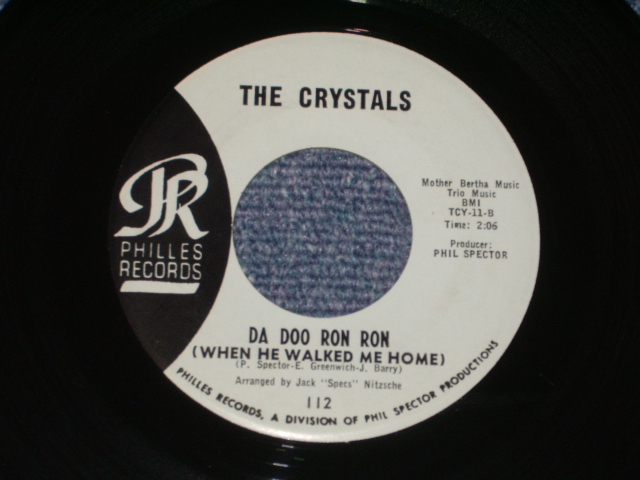 THE CRYSTALS
PR
PHILLES
RECORDS
Mother Bertha Music
Trio Music
BMI
TCY-11-B
Time: 2:06
Producer:
PHIL SPECTOR
DA DOO RON RON
(WHEN HE WALKED ME HOME)
(P. Spector-E. Greenwich-J. Barry)
Arranged by Jack "Specs" Nitzsche
112
PHILLES RECORDS, A DIVISION OF PHIL SPECTOR PRODUCTIONS